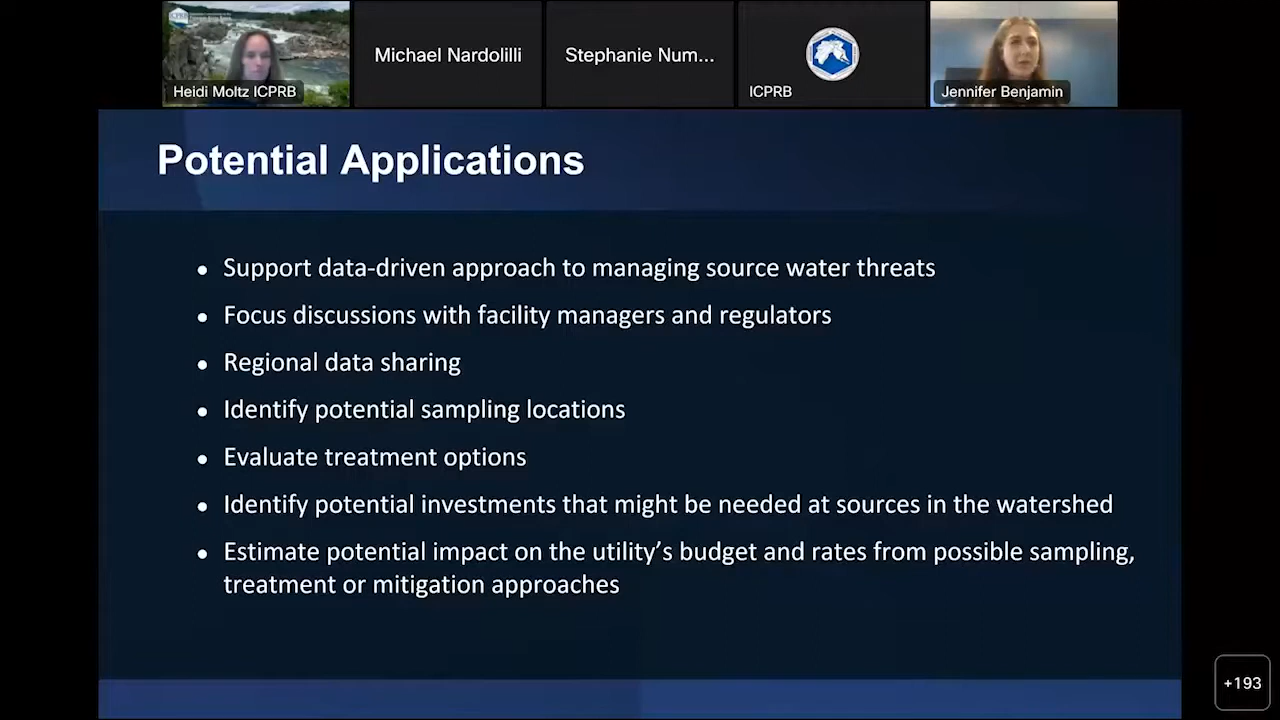 ICPRB
Heidi Moltz ICPRB
Michael Nardolilli
Stephanie Num...
ICPRB
Jennifer Benjamin
Potential Applications
• Support data-driven approach to managing source water threats
• Focus discussions with facility managers and regulators
• Regional data sharing
• Identify potential sampling locations
• Evaluate treatment options
• Identify potential investments that might be needed at sources in the watershed
• Estimate potential impact on the utility's budget and rates from possible sampling,
treatment or mitigation approaches
+193